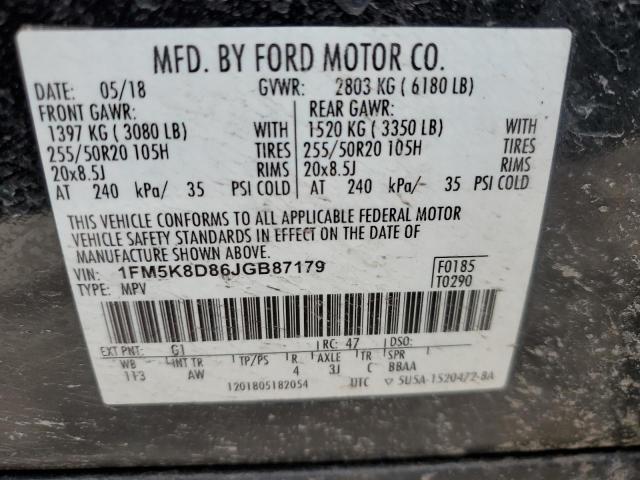 MFD. BY FORD MOTOR CO.
DATE: 05/18 GVWR: 2803 KG ( 6180 LB)
FRONT GAWR: REAR GAWR:
1397 KG ( 3080 LB) WITH 1520 KG ( 3350 LB) WITH
255/50R20 105H TIRES 255/50R20 105H TIRES
20x8.5J RIMS 20x8.5J RIMS
AT 240 kPa/ 35 PSI COLD AT 240 kPa/ 35 PSI COLD
THIS VEHICLE CONFORMS TO ALL APPLICABLE FEDERAL MOTOR
VEHICLE SAFETY STANDARDS IN EFFECT ON THE DATE OF
MANUFACTURE SHOWN ABOVE.
VIN: 1FM5K8D86JGB87179 F0185
TYPE: MPV T0290
EXT PNT: G1 RC: 47 DSO:
WB INT TR TP/PS R AXLE TR SPR
113 AW 4 3J C BBAA
1201805182054 UTC 5U5A-1520472-BA